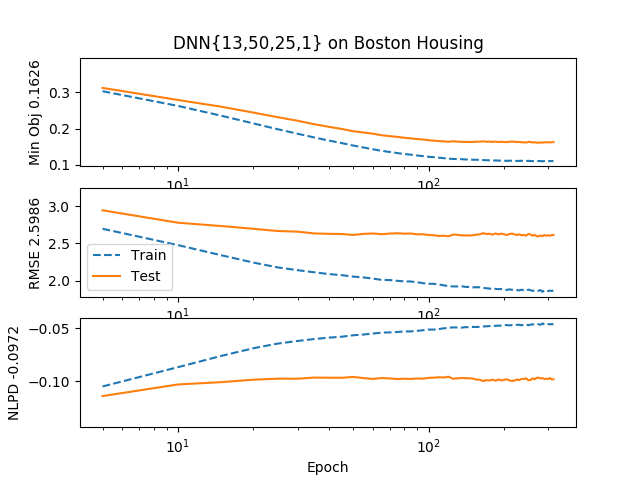 DNN{13,50,25,1} on Boston Housing
Min Obj 0.1626
0.3
0.2
0.1
10¹
10²
RMSE 2.5986
3.0
2.5
2.0
Train
Test
10¹
10²
NLPD -0.0972
−0.05
−0.10
10¹
10²
Epoch